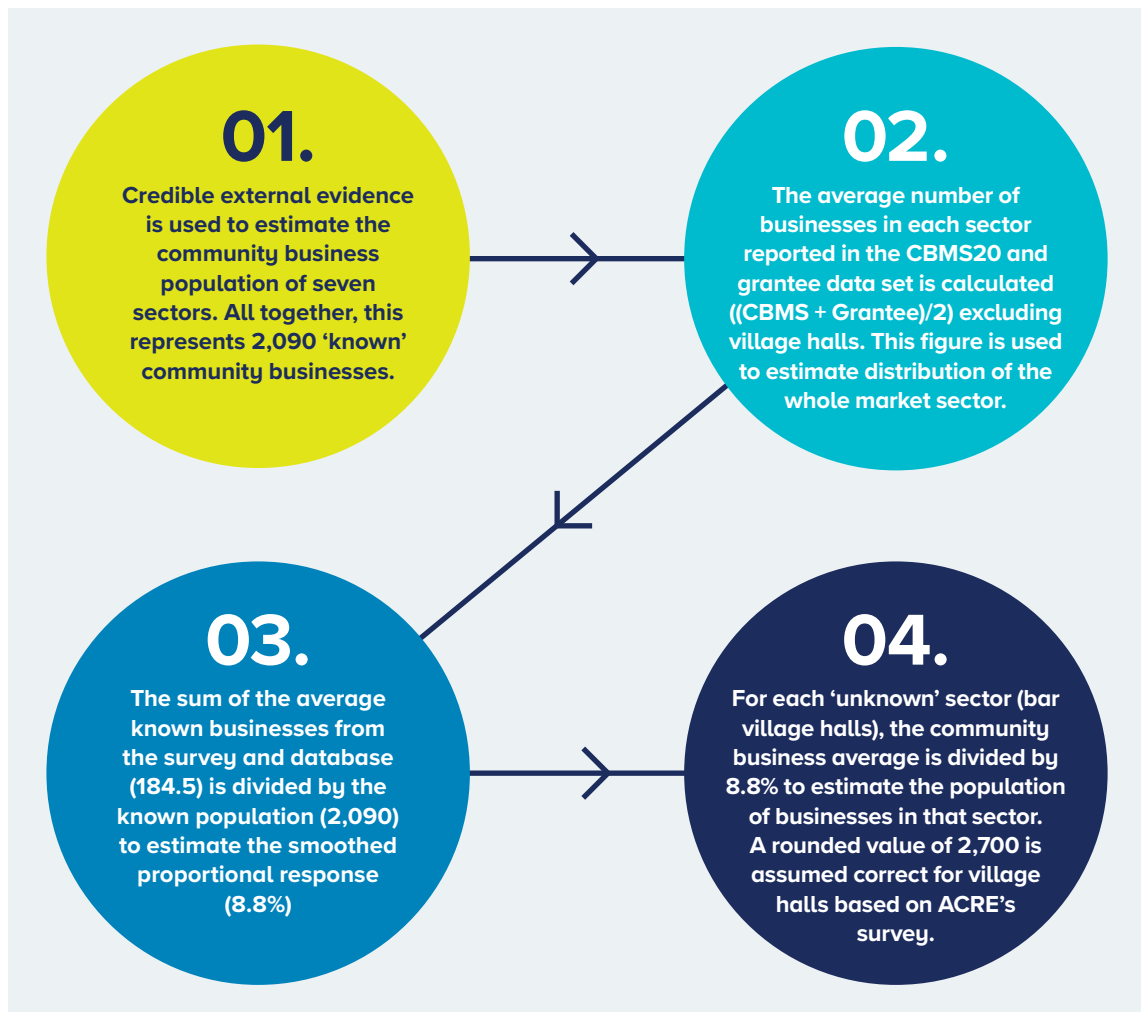 01.
Credible external evidence
is used to estimate the
community business
population of seven
sectors. All together, this
represents 2,090 ‘known’
community businesses.
02.
The average number of
businesses in each sector
reported in the CBMS20 and
grantee data set is calculated
((CBMS + Grantee)/2) excluding
village halls. This figure is used
to estimate distribution of the
whole market sector.
03.
The sum of the average
known businesses from
the survey and database
(184.5) is divided by the
known population (2,090)
to estimate the smoothed
proportional response
(8.8%)
04.
For each ‘unknown’ sector (bar
village halls), the community
business average is divided by
8.8% to estimate the population
of businesses in that sector.
A rounded value of 2,700 is
assumed correct for village
halls based on ACRE’s
survey.